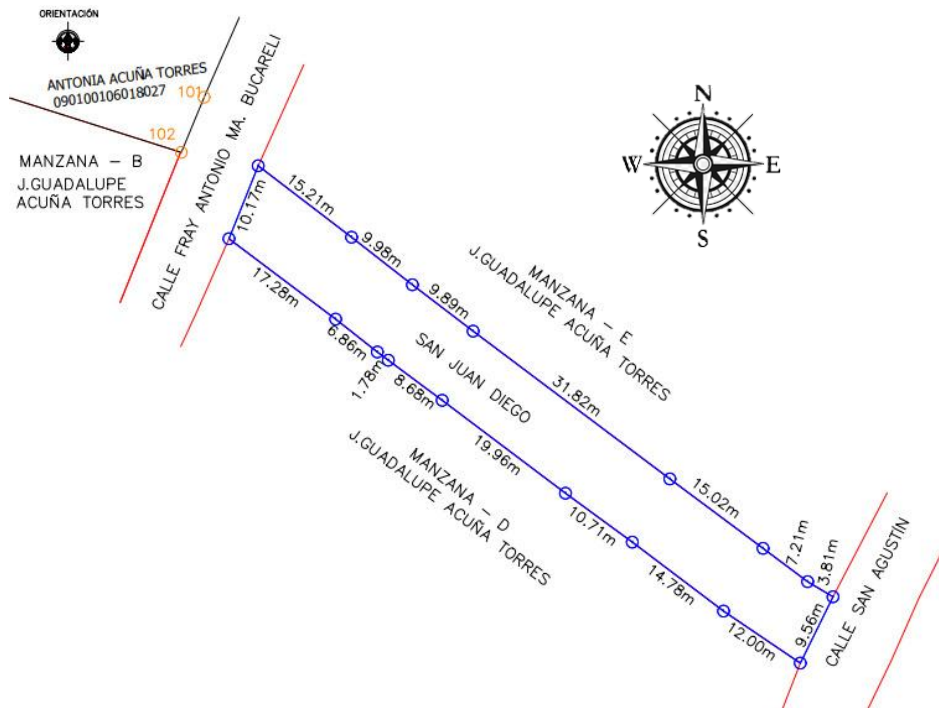 ORIENTACIÓN
ANTONIA ACUÑA TORRES
090100106018027
101
102
MANZANA – B
J.GUADALUPE
ACUÑA TORRES
CALLE FRAY ANTONIO MA. BUCARELI
N
W
E
S
10.17m
15.21m
9.98m
9.89m
31.82m
15.02m
7.21m
3.81m
MANZANA – E
J.GUADALUPE ACUÑA TORRES
SAN JUAN DIEGO
17.28m
6.86m
1.78m
8.68m
19.96m
10.71m
14.78m
12.00m
9.56m
MANZANA – D
J.GUADALUPE ACUÑA TORRES
CALLE SAN AGUSTÍN